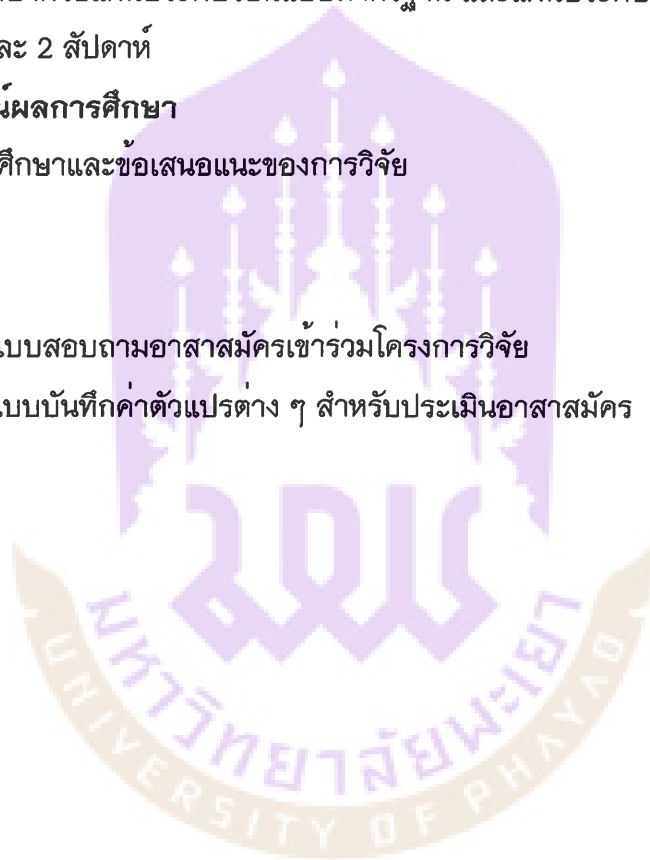 ละ 2 สัปดาห์
น์ผลการศึกษา
ศึกษาและข้อเสนอแนะของการวิจัย
แบบสอบถามอาสาสมัครเข้าร่วมโครงการวิจัย
แบบบันทึกค่าตัวแปรต่าง ๆ สำหรับประเมินอาสาสมัคร
มหาวิทยาลัยพะเยา
UNIVERSITY OF PHAYAO